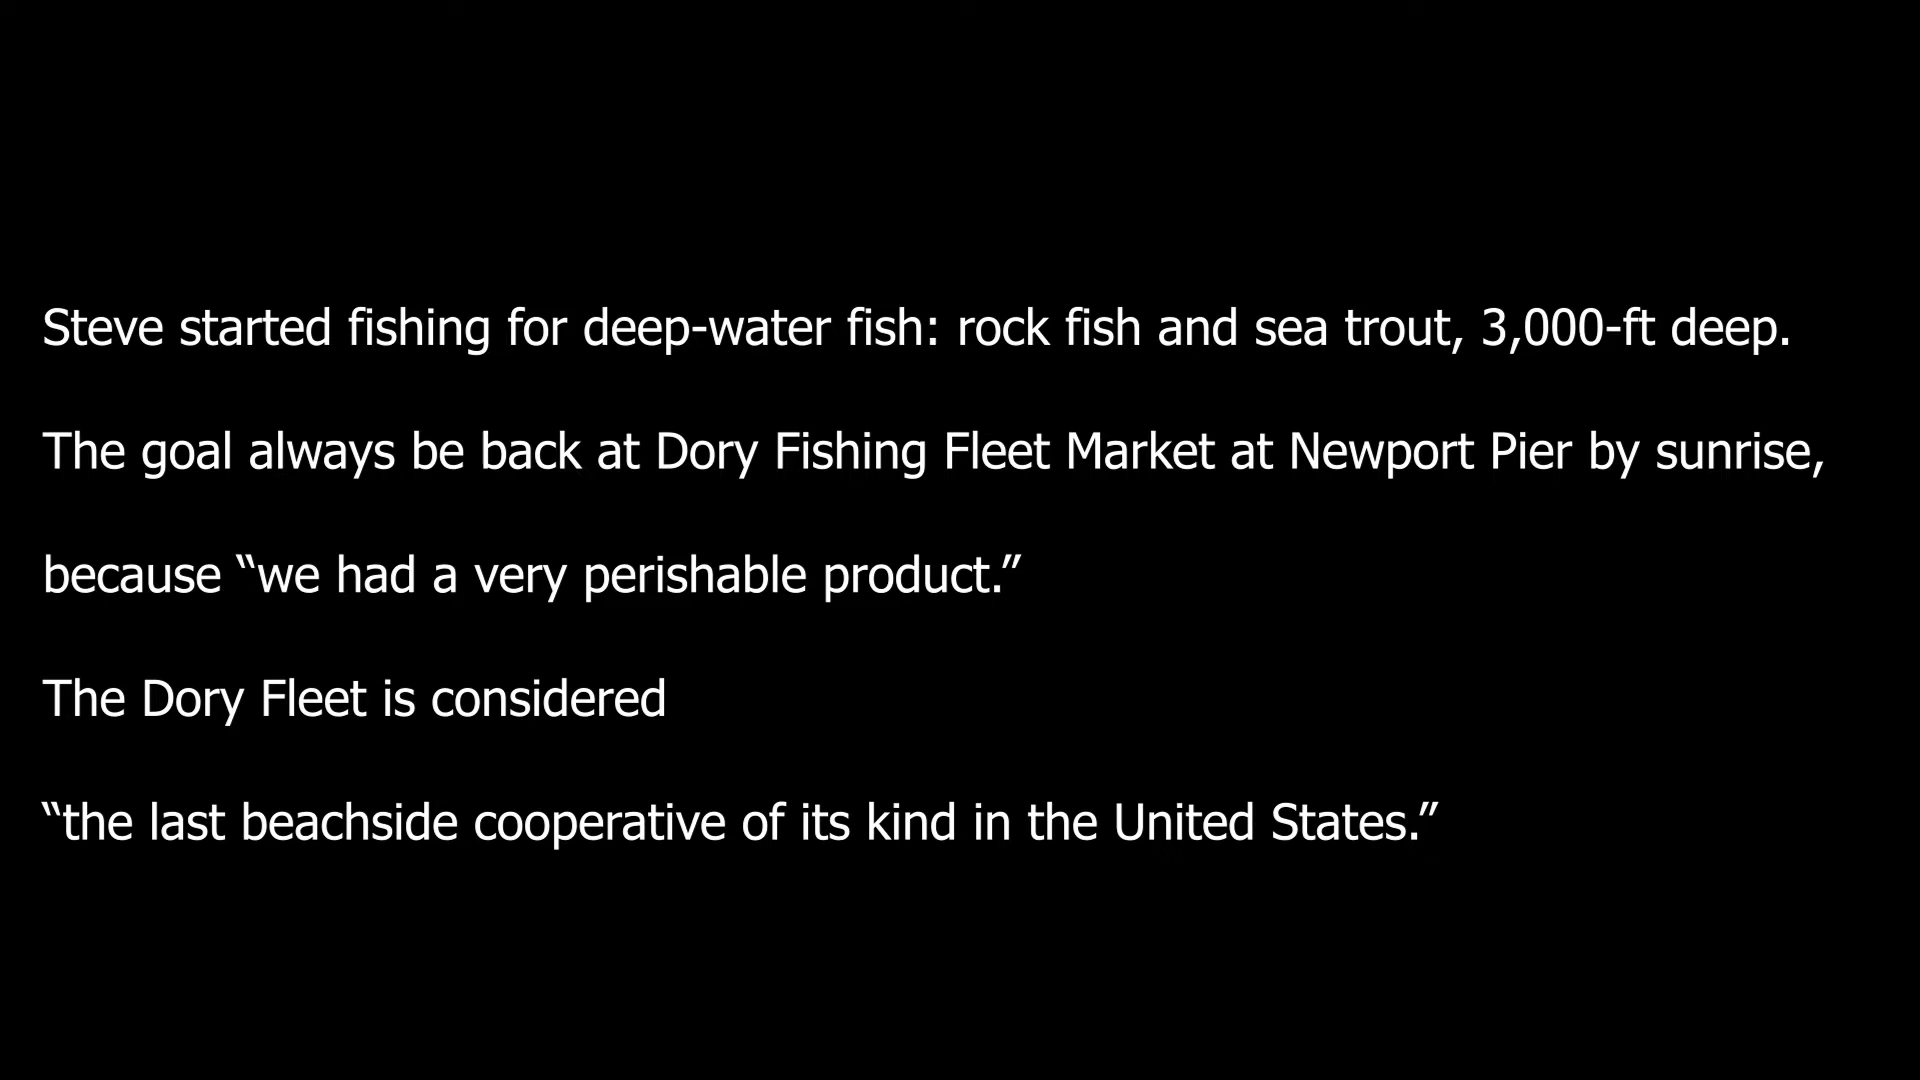 Steve started fishing for deep-water fish: rock fish and sea trout, 3,000-ft deep.
The goal always be back at Dory Fishing Fleet Market at Newport Pier by sunrise,
because “we had a very perishable product.”
The Dory Fleet is considered
“the last beachside cooperative of its kind in the United States.”